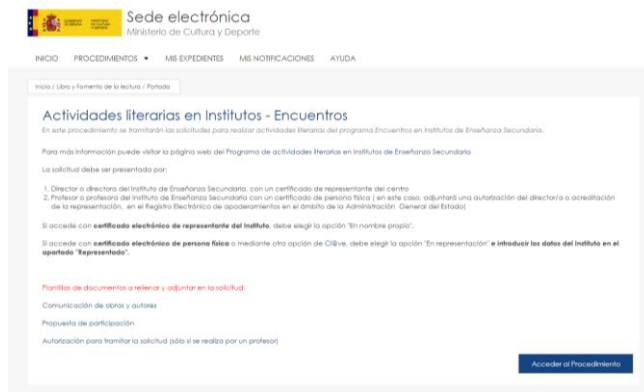 Sede electrónica
Ministerio de Cultura y Deporte
INICIO PROCEDIMIENTOS ▼ MIS EXPEDIENTES MIS NOTIFICACIONES AYUDA
Inicio / Libro y Fomento de la lectura / Portada
Actividades literarias en Institutos - Encuentros
En este procedimiento se tramitarán las solicitudes para realizar actividades literarias del programa Encuentros en Institutos de Enseñanza Secundaria.
Para más información puede visitar la página web del Programa de actividades literarias en Institutos de Enseñanza Secundaria
La solicitud debe ser presentada por:
1. Director o directora del Instituto de Enseñanza Secundaria, con un certificado de representante del centro
2. Profesor o profesora del Instituto de Enseñanza Secundaria con un certificado de persona física ( en este caso, adjuntará una autorización del director/a o acreditación
de la representación, en el Registro Electrónico de apoderamientos en el ámbito de la Administración General del Estado)
Si accede con certificado electrónico de representante del Instituto, debe elegir la opción "En nombre propio".
Si accede con certificado electrónico de persona física o mediante otra opción de Cl@ve, debe elegir la opción "En representación" e introducir los datos del Instituto en el
apartado "Representado".
Plantillas de documentos a rellenar y adjuntar en la solicitud:
Comunicación de obras y autores
Propuesta de participación
Autorización para tramitar la solicitud (sólo si se realiza por un profesor)
Acceder al Procedimiento